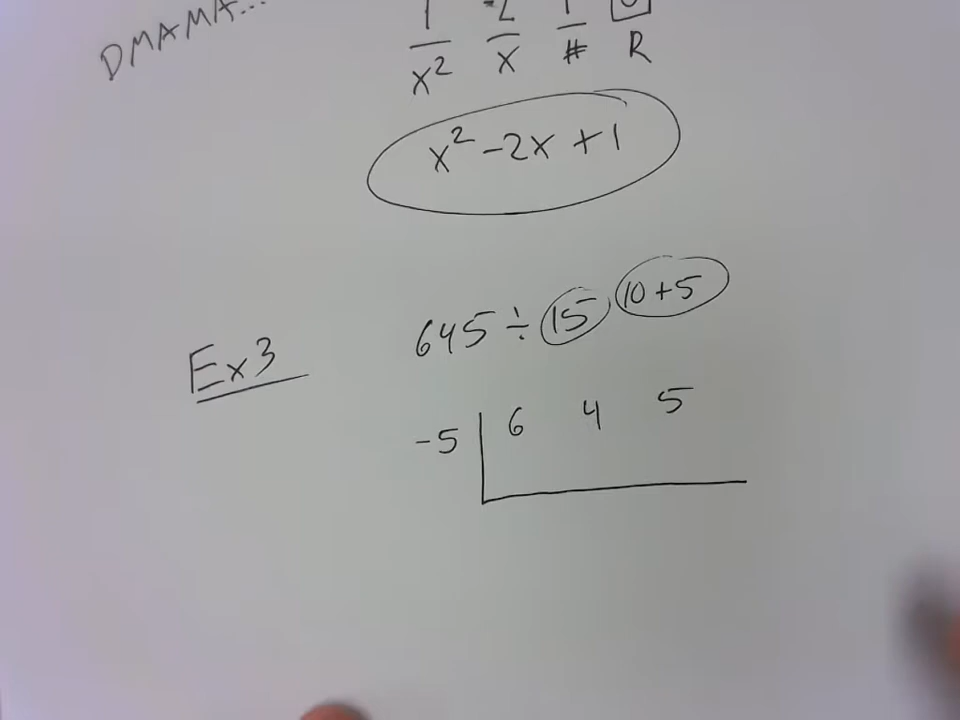 DMAMA...
1 -2 1 0
x² x # R
x² -2x +1
Ex3
645 ÷ 15 10+5
-5 6 4 5